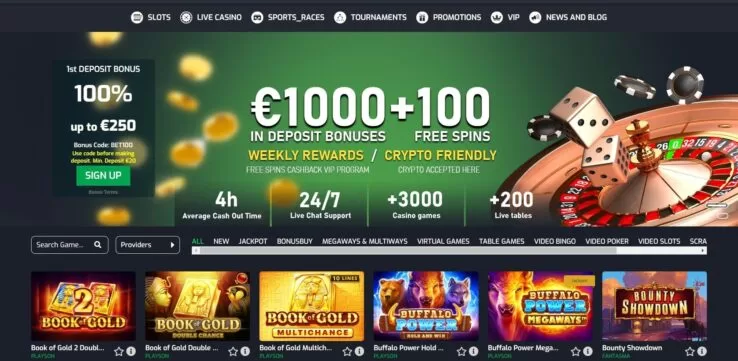 SLOTS LIVE CASINO SPORTS_RACES TOURNAMENTS PROMOTIONS VIP NEWS AND BLOG
1st DEPOSIT BONUS
100%
up to €250
Bonus Code: BET100
Use code before making
deposit. Min. Deposit €20
SIGN UP
Bonus Terms
€1000+100
IN DEPOSIT BONUSES FREE SPINS
WEEKLY REWARDS / CRYPTO FRIENDLY
FREE SPINS CASHBACK VIP PROGRAM CRYPTO ACCEPTED HERE
4h 24/7 +3000 +200
Average Cash Out Time Live Chat Support Casino games Live tables
Search Game... Providers ALL NEW JACKPOT BONUSBUY MEGAWAYS & MULTIWAYS VIRTUAL GAMES TABLE GAMES VIDEO BINGO VIDEO POKER VIDEO SLOTS SCRA
2
BOOK of GOLD
BOOK of GOLD
DOUBLE CHANCE
10 LINES
BOOK of GOLD
MULTICHANCE
BUFFALO
POWER
HOLD AND WIN
BUFFALO
POWER
MEGAWAYS
BOUNTY
SHOWDOWN
Book of Gold 2 Doubl... Book of Gold Double ... Book of Gold Multich... Buffalo Power Hold ... Buffalo Power Mega... Bounty Showdown
PLAYSON PLAYSON PLAYSON PLAYSON PLAYSON FANTASMA